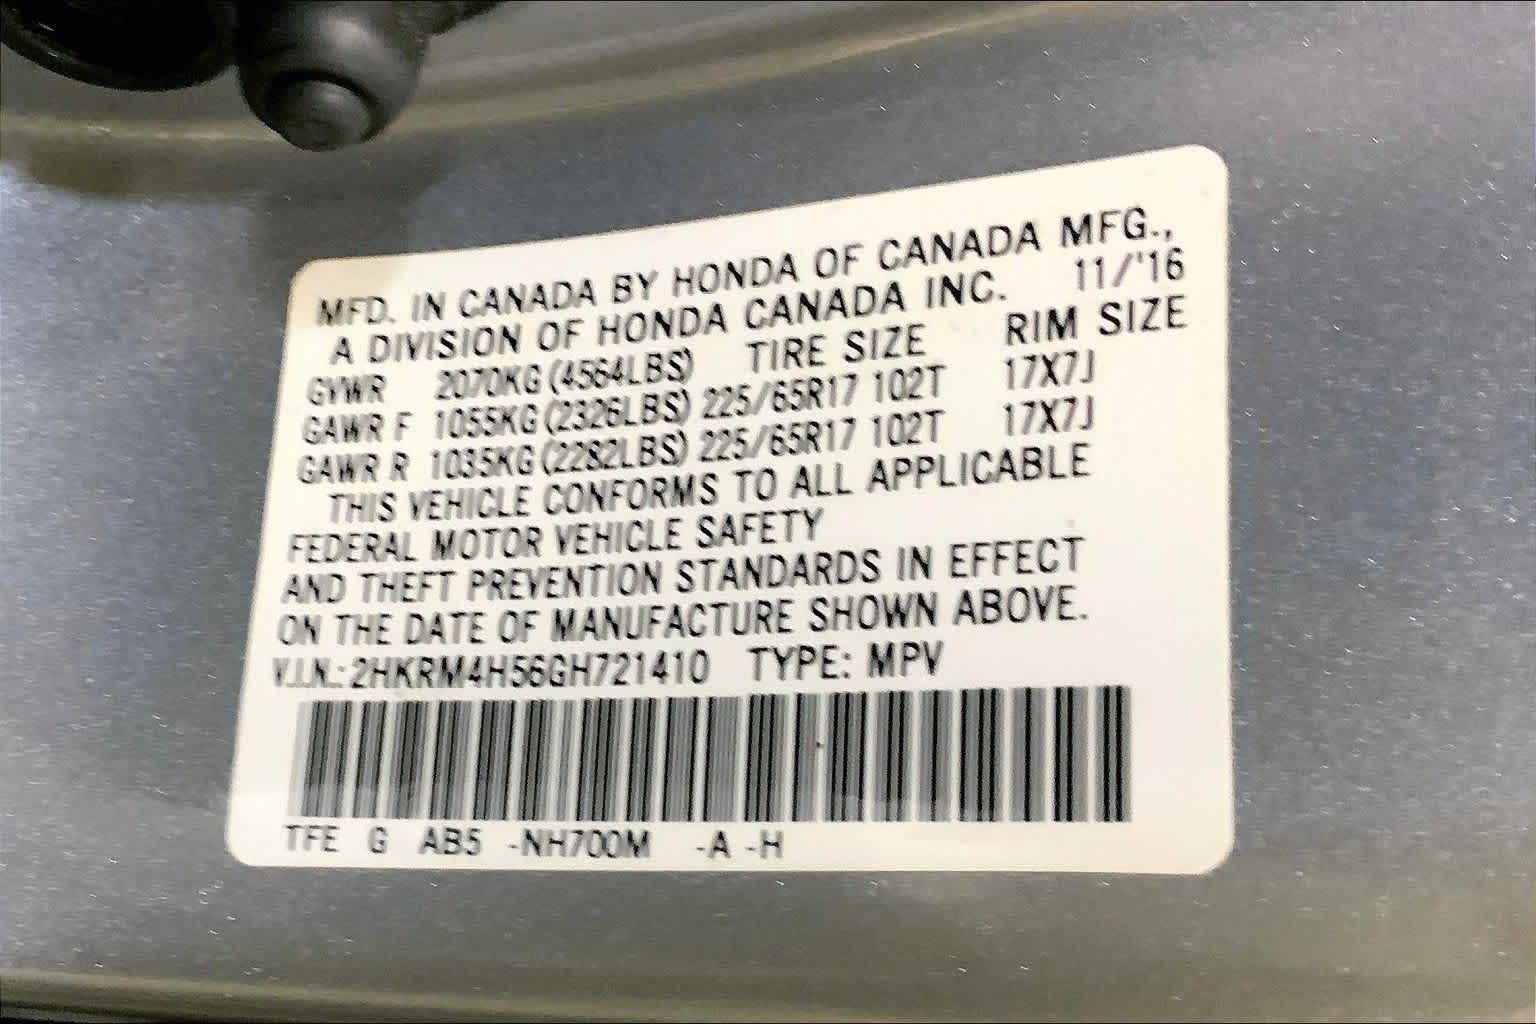 MFD. IN CANADA BY HONDA OF CANADA MFG.,
A DIVISION OF HONDA CANADA INC. 11/'16
GVWR 2070KG (4564LBS) TIRE SIZE RIM SIZE
GAWR F 1055KG (2326LBS) 225/65R17 102T 17X7J
GAWR R 1035KG (2282LBS) 225/65R17 102T 17X7J
THIS VEHICLE CONFORMS TO ALL APPLICABLE
FEDERAL MOTOR VEHICLE SAFETY
AND THEFT PREVENTION STANDARDS IN EFFECT
ON THE DATE OF MANUFACTURE SHOWN ABOVE.
V.I.N.: 2HKRM4H56GH721410 TYPE: MPV
TFE G AB5 -NH700M -A -H